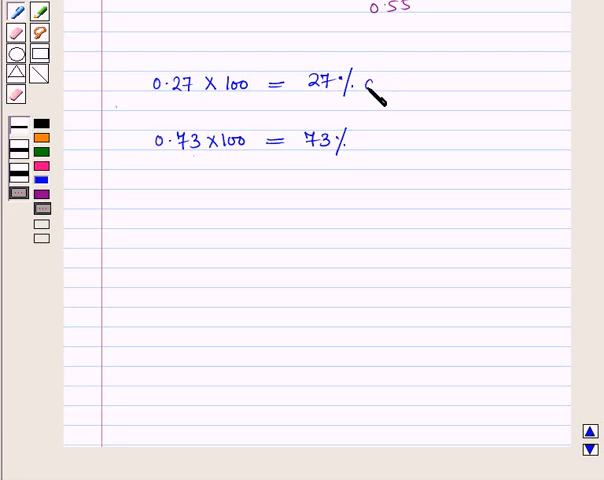 0.55
0.27 × 100 = 27%
0.73 × 100 = 73%